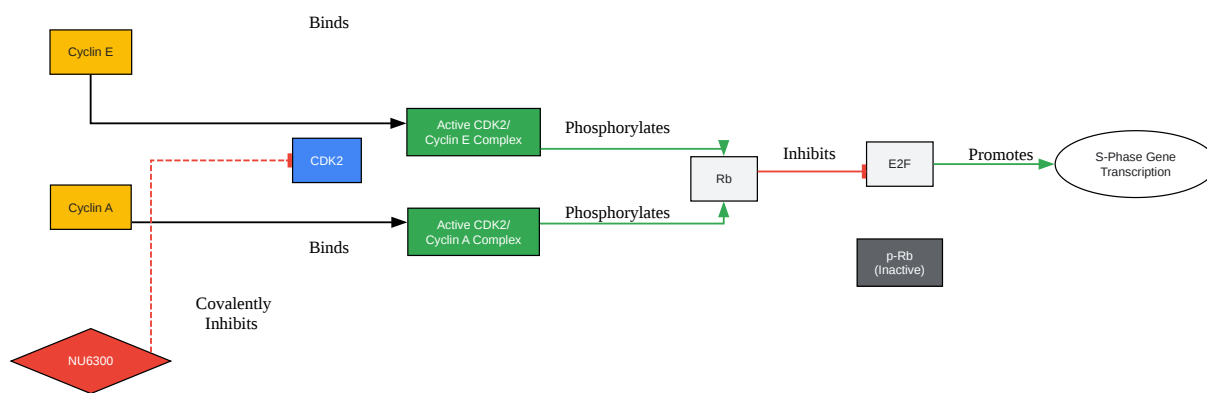 Binds
Cyclin E
Active CDK2/
Cyclin E Complex
Phosphorylates
CDK2
Inhibits
E2F
Promotes
S-Phase Gene
Transcription
Rb
Cyclin A
Phosphorylates
Active CDK2/
Cyclin A Complex
Binds
p-Rb
(Inactive)
Covalently
Inhibits
NU6300